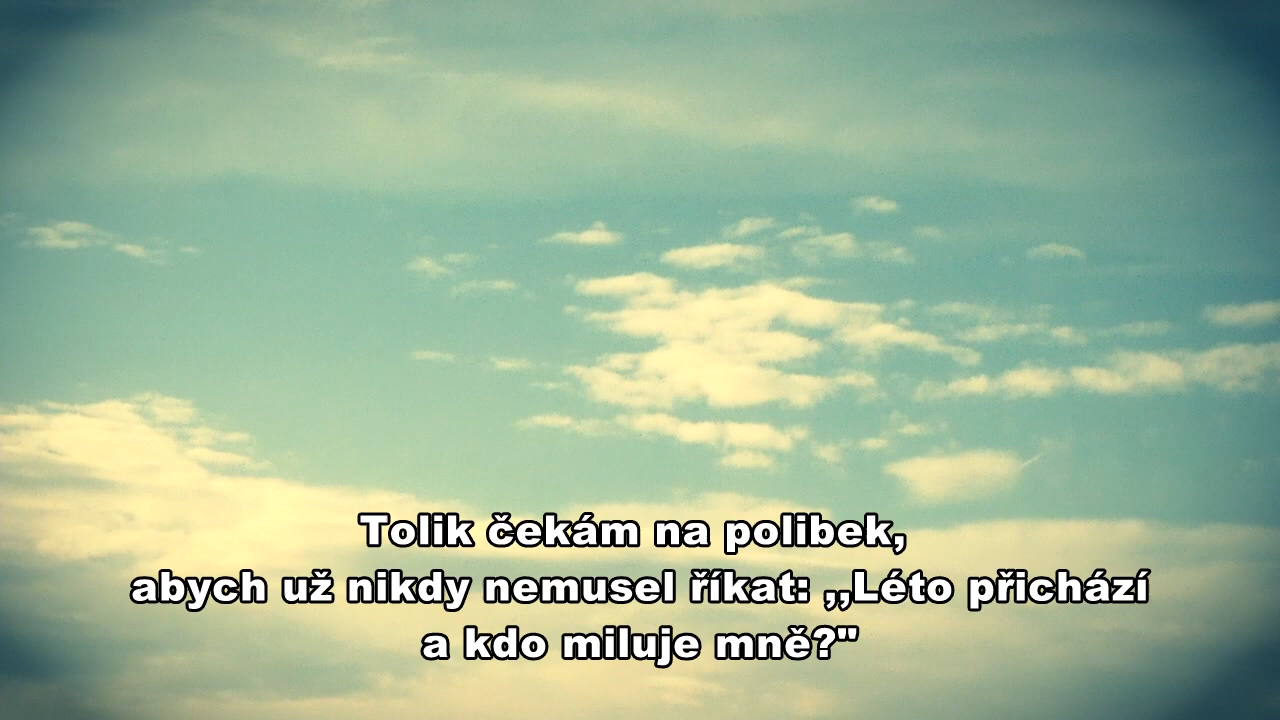 Tolik čekám na polibek,
abych už nikdy nemusel říkat: ,,Léto přichází
a kdo miluje mně?"